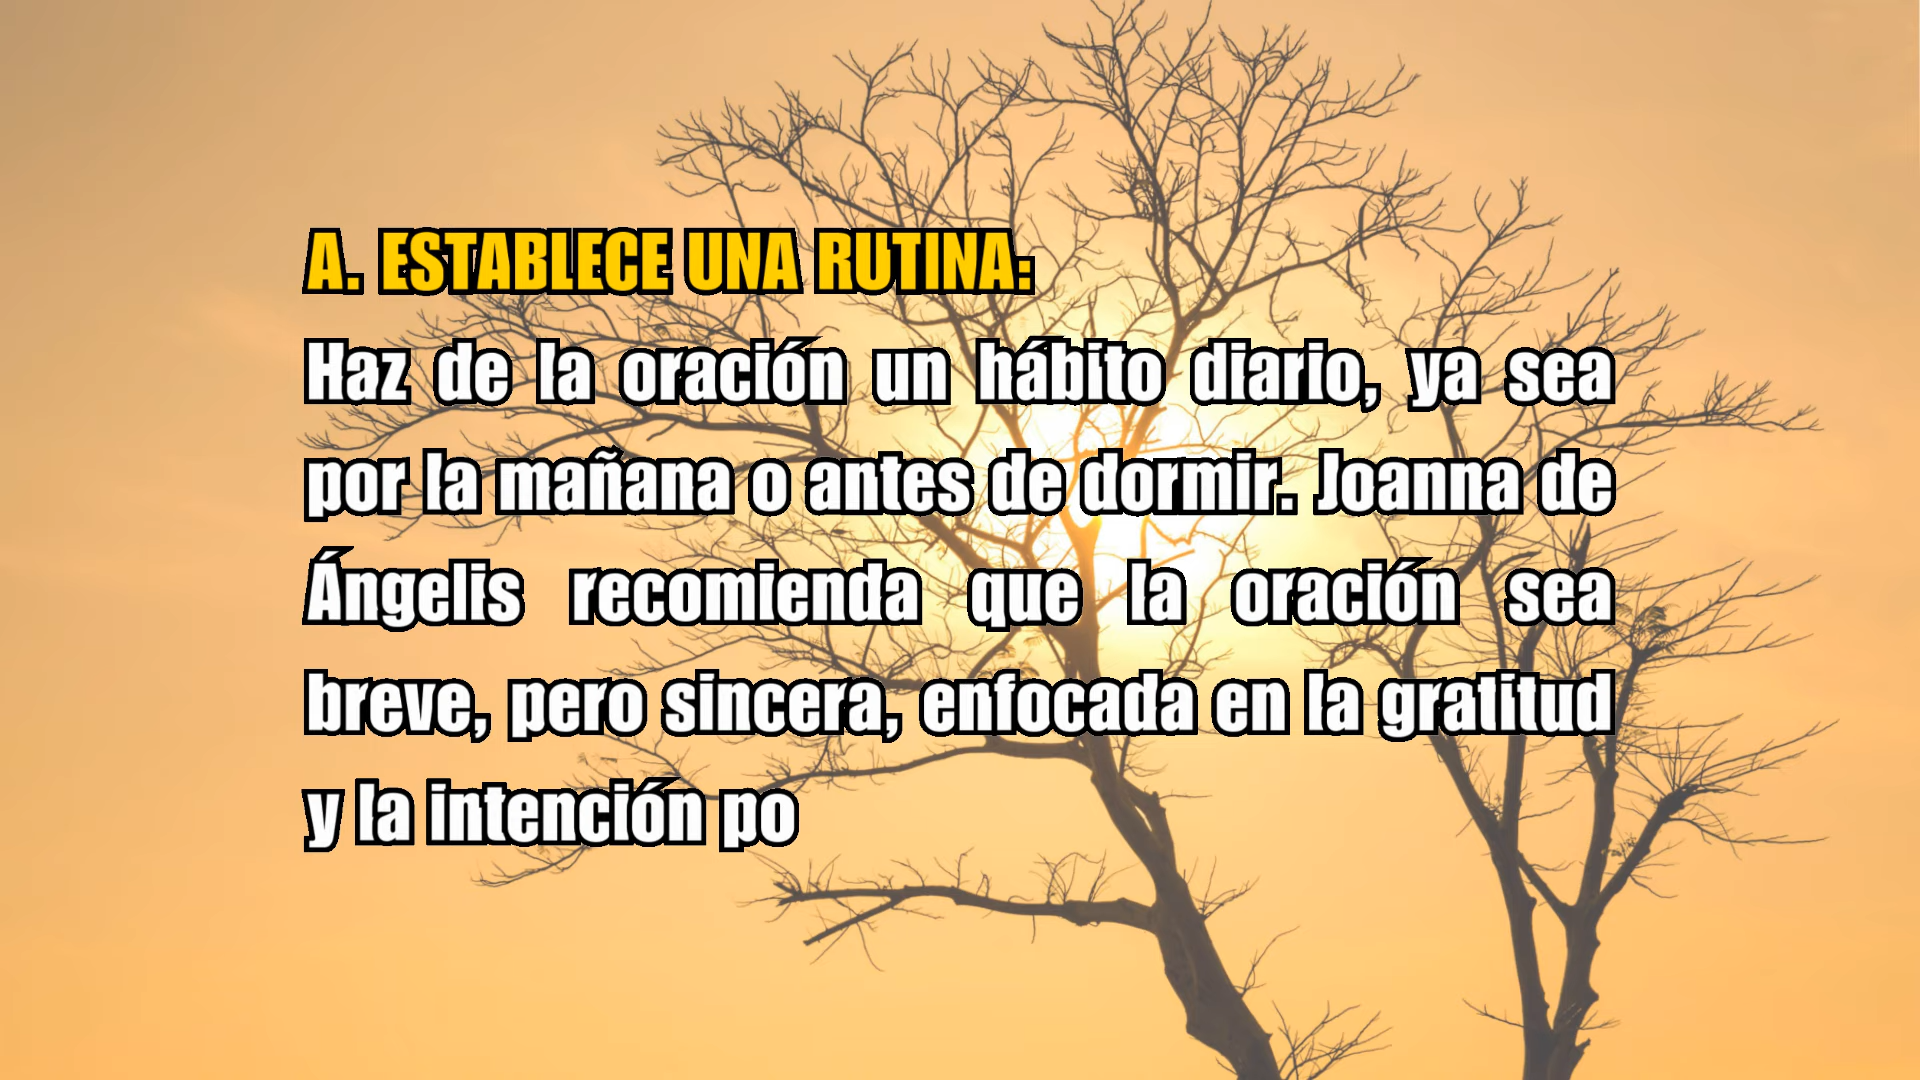 A. ESTABLECE UNA RUTINA:
Haz de la oración un hábito diario, ya sea
por la mañana o antes de dormir. Joanna de
Ángelis recomienda que la oración sea
breve, pero sincera, enfocada en la gratitud
y la intención po